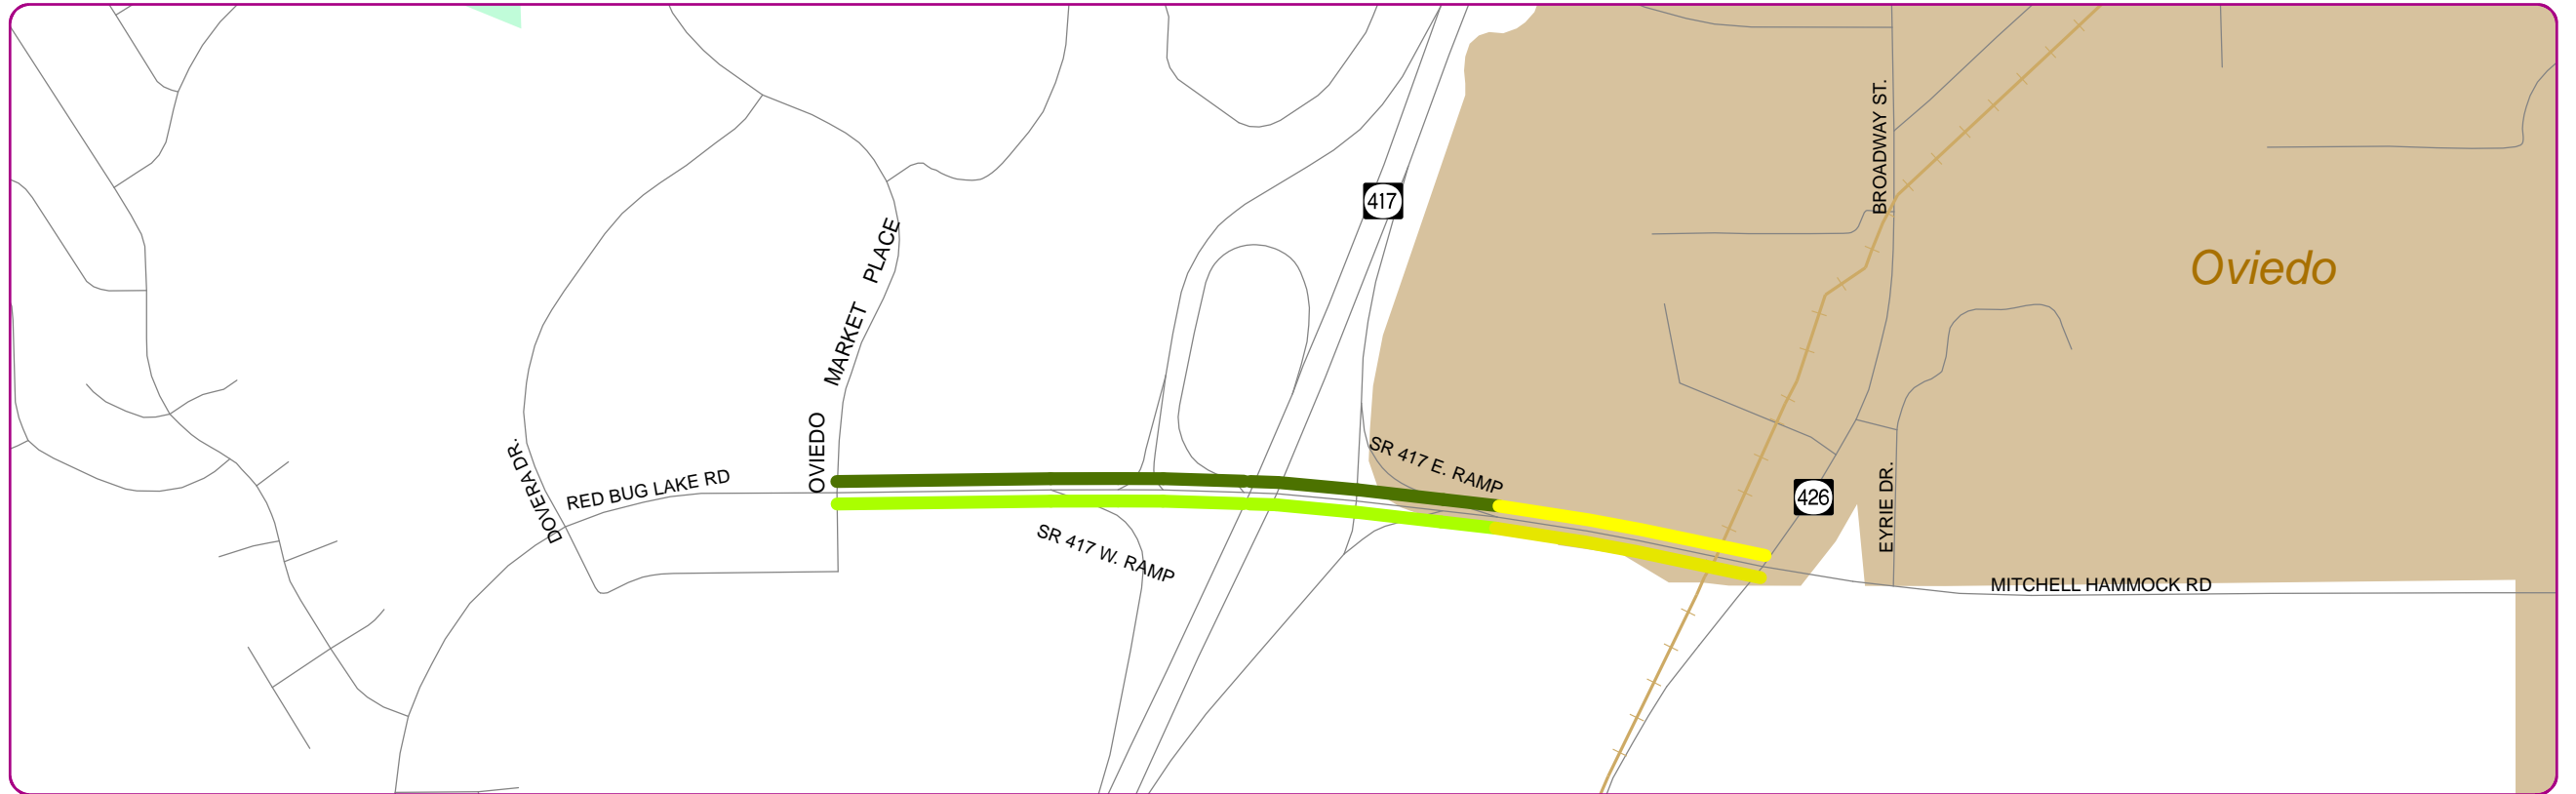 BROADWAY ST.
417
Oviedo
OVIEDO MARKET PLACE
DOVERA DR.
RED BUG LAKE RD
SR 417 E. RAMP
426
EYRIE DR.
SR 417 W. RAMP
MITCHELL HAMMOCK RD